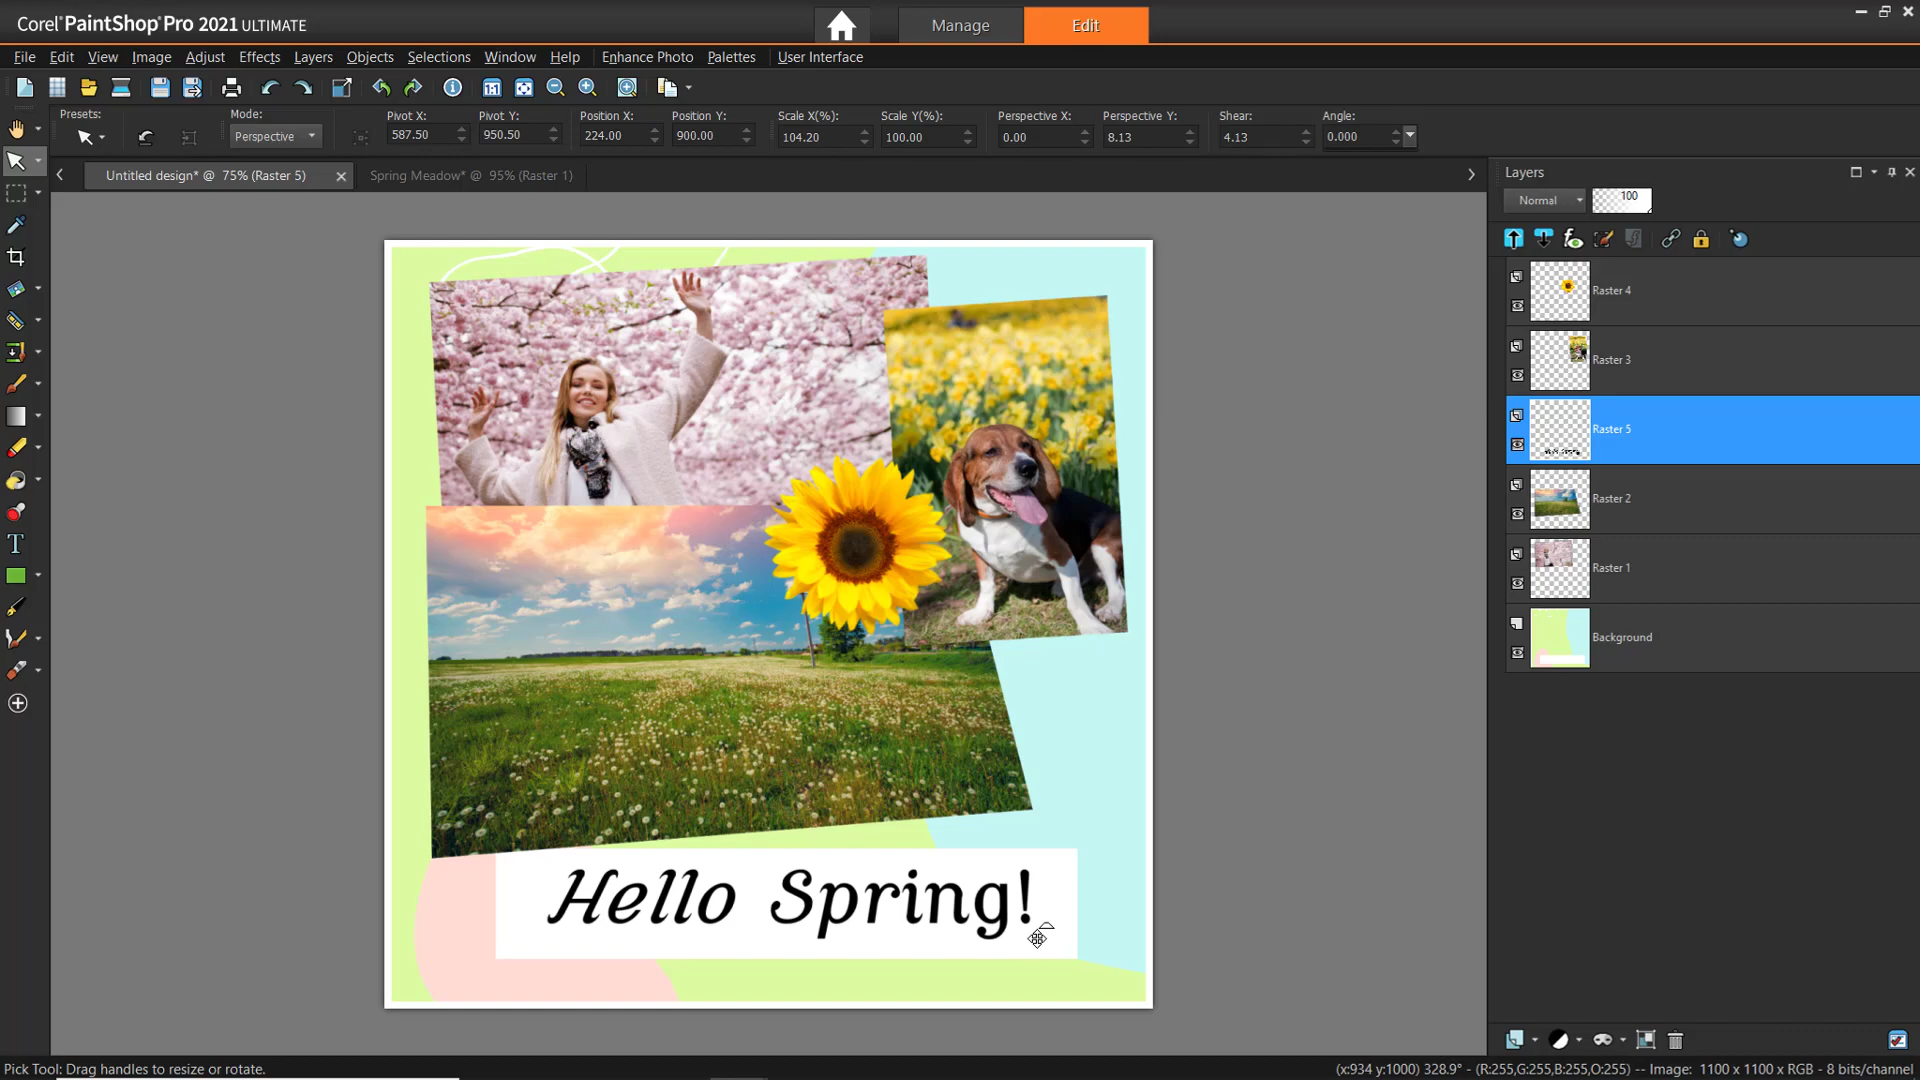 Corel® PaintShop® Pro 2021 ULTIMATE
Manage
Edit
File Edit View Image Adjust Effects Layers Objects Selections Window Help Enhance Photo Palettes User Interface
Presets:
Mode:
Perspective
Pivot X:
587.50
Pivot Y:
950.50
Position X:
224.00
Position Y:
900.00
Scale X(%):
104.20
Scale Y(%):
100.00
Perspective X:
0.00
Perspective Y:
8.13
Shear:
4.13
Angle:
0.000
Untitled design* @ 75% (Raster 5)
Spring Meadow* @ 95% (Raster 1)
Layers
Normal
100
Raster 4
Raster 3
Raster 5
Raster 2
Raster 1
Background
Hello Spring!
Pick Tool: Drag handles to resize or rotate.
(x:934 y:1000) 328.9° - (R:255,G:255,B:255,O:255) -- Image: 1100 x 1100 x RGB - 8 bits/channel